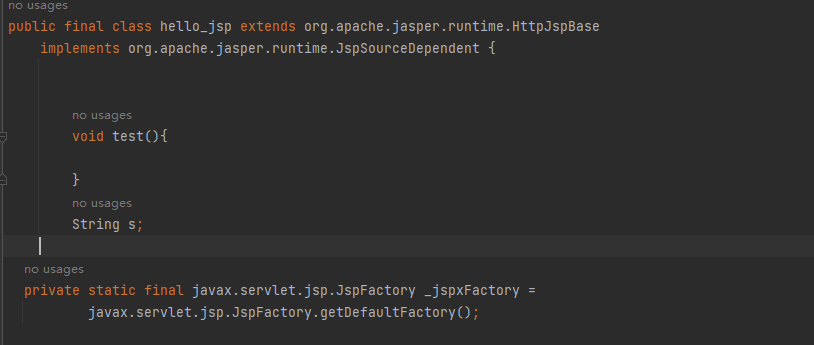 no usages
public final class hello_jsp extends org.apache.jasper.runtime.HttpJspBase
implements org.apache.jasper.runtime.JspSourceDependent {
no usages
void test(){
}
no usages
String s;
no usages
private static final javax.servlet.jsp.JspFactory _jspxFactory =
javax.servlet.jsp.JspFactory.getDefaultFactory();